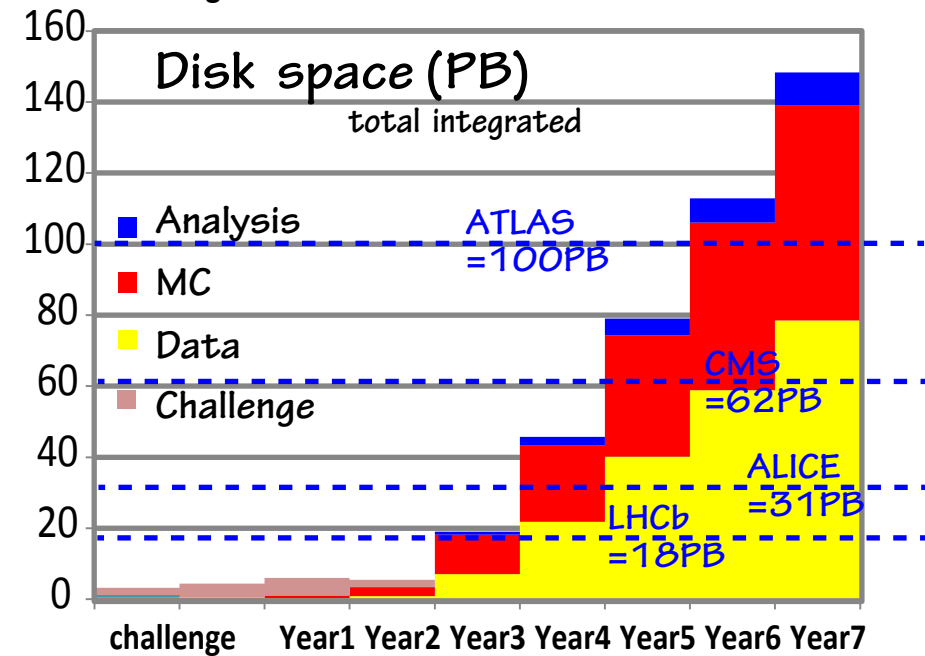 160
Disk space (PB)
140
total integrated
120
Analysis
ATLAS
100
=100PB
MC
80
Data
CMS
60
=62PB
Challenge
40
ALICE
=31PB
20
LHCb
=18PB
0
challenge Year1 Year2 Year3 Year4 Year5 Year6 Year7